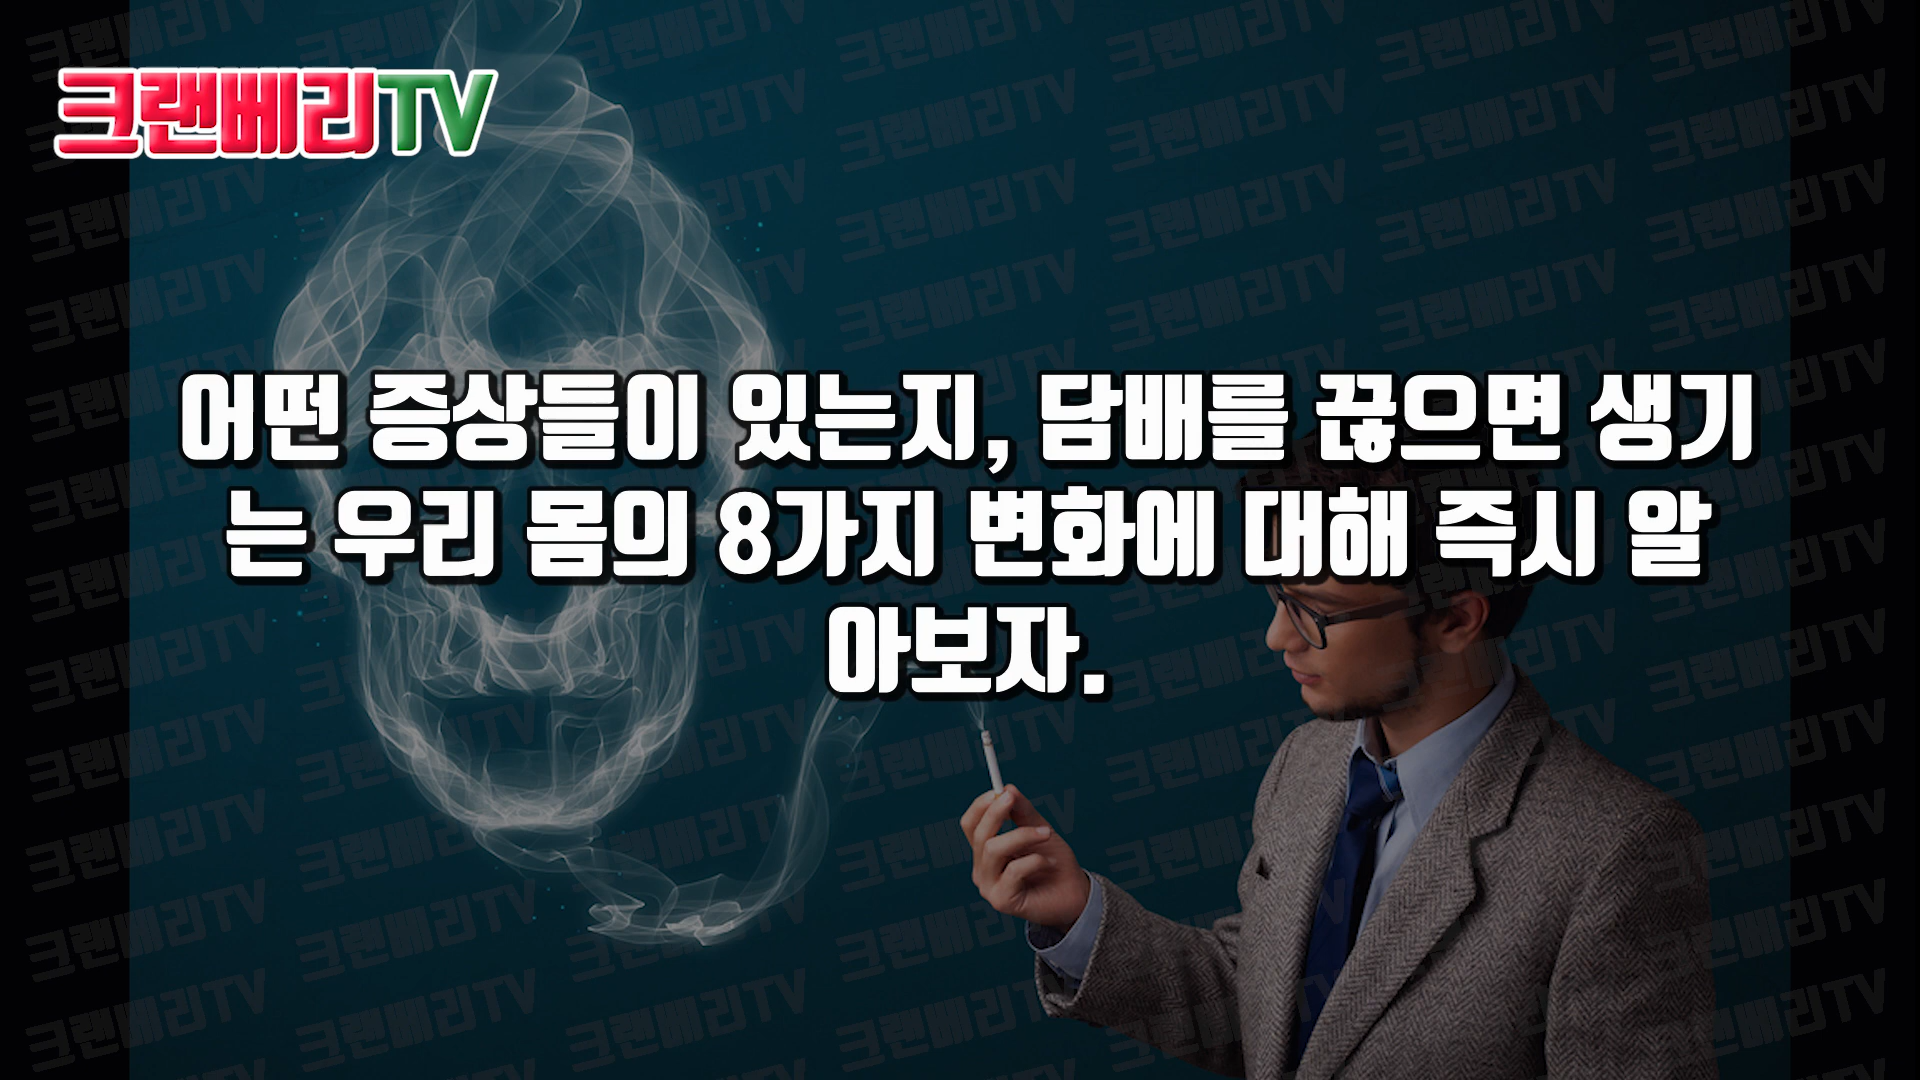 크랜베리TV
어떤 증상들이 있는지, 담배를 끊으면 생기
는 우리 몸의 8가지 변화에 대해 즉시 알
아보자.